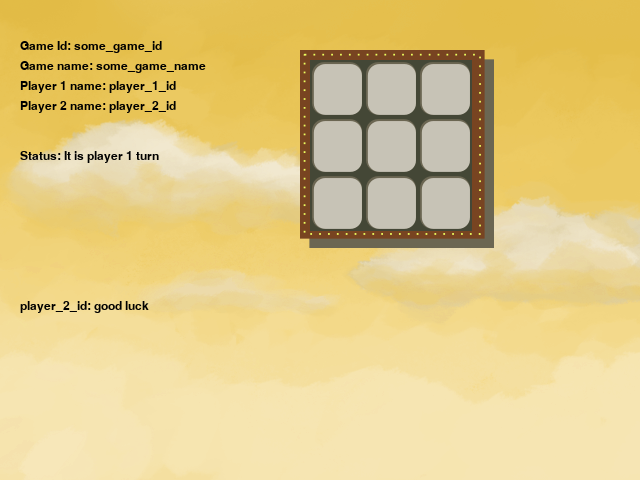 Game Id: some_game_id
Game name: some_game_name
Player 1 name: player_1_id
Player 2 name: player_2_id
Status: It is player 1 turn
player_2_id: good luck